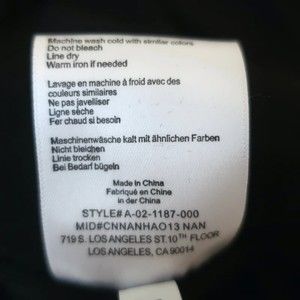 Machine wash cold with similar colors
Do not bleach
Line dry
Warm iron if needed
Lavage en machine à froid avec des
couleurs similaires
Ne pas javelliser
Ligne sèche
Fer chaud si besoin
Maschinenwäsche kalt mit ähnlichen Farben
Nicht bleichen
Linie trocken
Bei Bedarf bügeln
Made in China
Fabriqué en Chine
in der China
STYLE# A-02-1187-000
MID#CNNANHAO13 NAN
719 S. LOS ANGELES ST.10TH FLOOR
LOS ANGELES, CA 90014